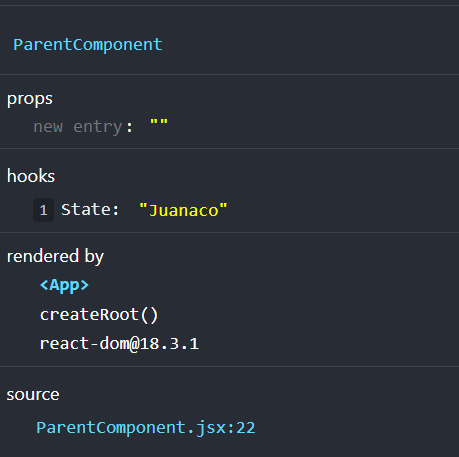 ParentComponent
props
new entry: ""
hooks
1 State: "Juanaco"
rendered by
<App>
createRoot()
react-dom@18.3.1
source
ParentComponent.jsx:22